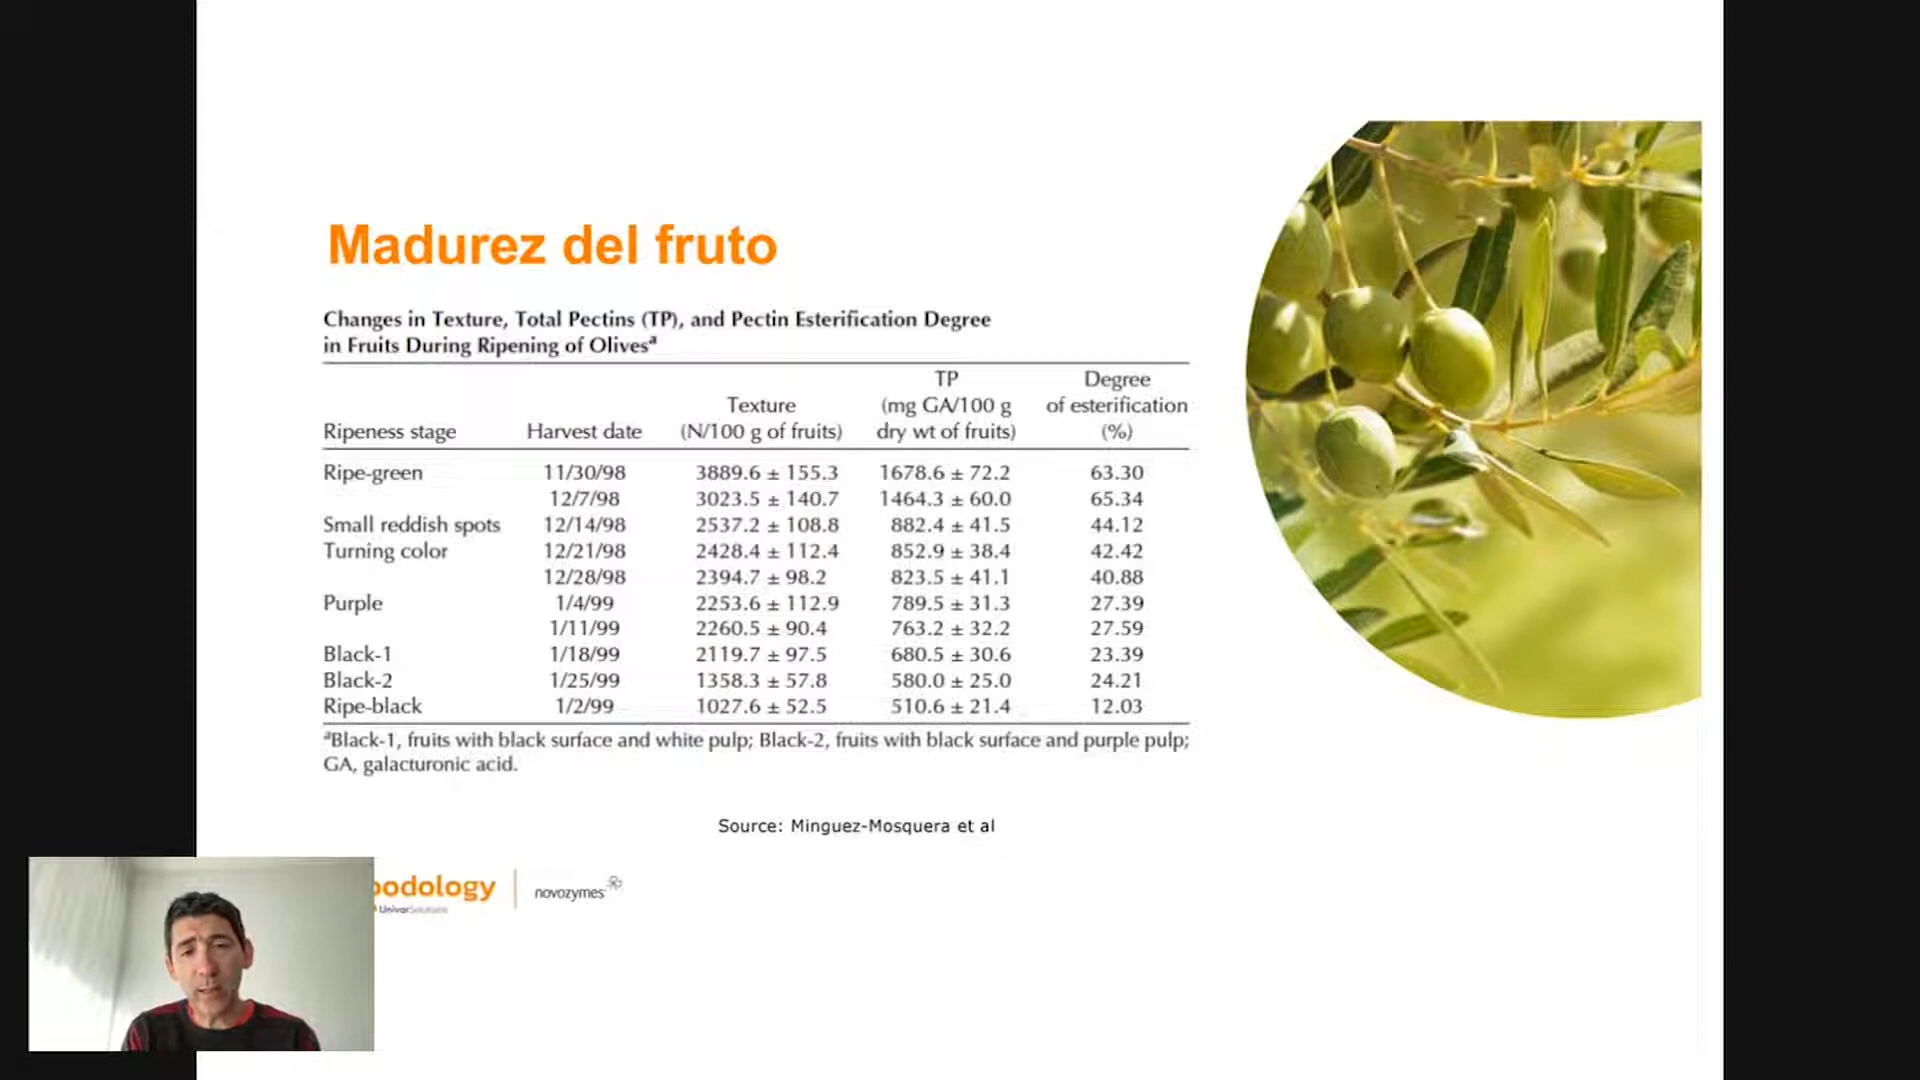 Madurez del fruto
Changes in Texture, Total Pectins (TP), and Pectin Esterification Degree
in Fruits During Ripening of Olivesª
TP Degree
Texture (mg GA/100 g of esterification
Ripeness stage Harvest date (N/100 g of fruits) dry wt of fruits) (%)
Ripe-green 11/30/98 3889.6 ± 155.3 1678.6 ± 72.2 63.30
12/7/98 3023.5 ± 140.7 1464.3 ± 60.0 65.34
Small reddish spots 12/14/98 2537.2 ± 108.8 882.4 ± 41.5 44.12
Turning color 12/21/98 2428.4 ± 112.4 852.9 ± 38.4 42.42
12/28/98 2394.7 ± 98.2 823.5 ± 41.1 40.88
Purple 1/4/99 2253.6 ± 112.9 789.5 ± 31.3 27.39
1/11/99 2260.5 ± 90.4 763.2 ± 32.2 27.59
Black-1 1/18/99 2119.7 ± 97.5 680.5 ± 30.6 23.39
Black-2 1/25/99 1358.3 ± 57.8 580.0 ± 25.0 24.21
Ripe-black 1/2/99 1027.6 ± 52.5 510.6 ± 21.4 12.03
ªBlack-1, fruits with black surface and white pulp; Black-2, fruits with black surface and purple pulp;
GA, galacturonic acid.
Source: Minguez-Mosquera et al
oodology novozymes
Univar Solutions